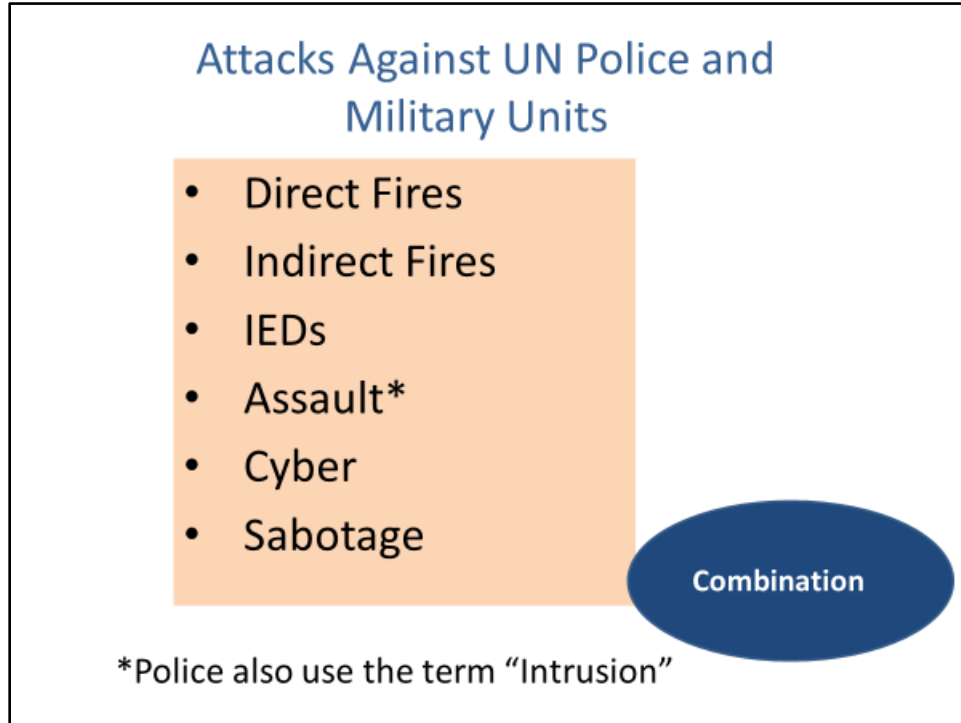 Attacks Against UN Police and
Military Units
• Direct Fires
• Indirect Fires
• IEDs
• Assault*
• Cyber
• Sabotage
Combination
*Police also use the term “Intrusion”